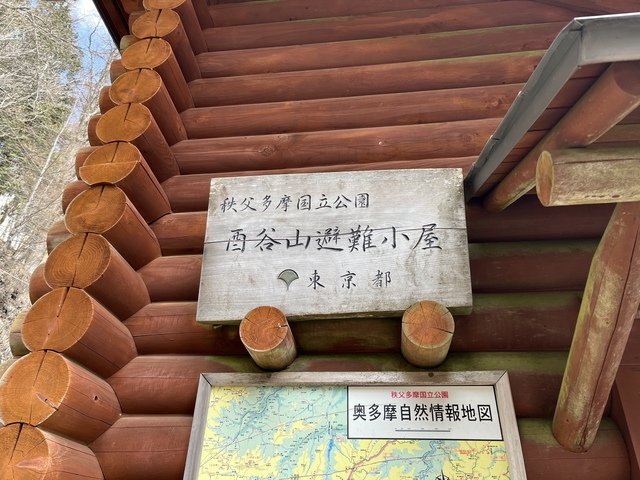 秩父多摩国立公園
酉谷山避難小屋
東京都
秩父多摩国立公園
奥多摩自然情報地図